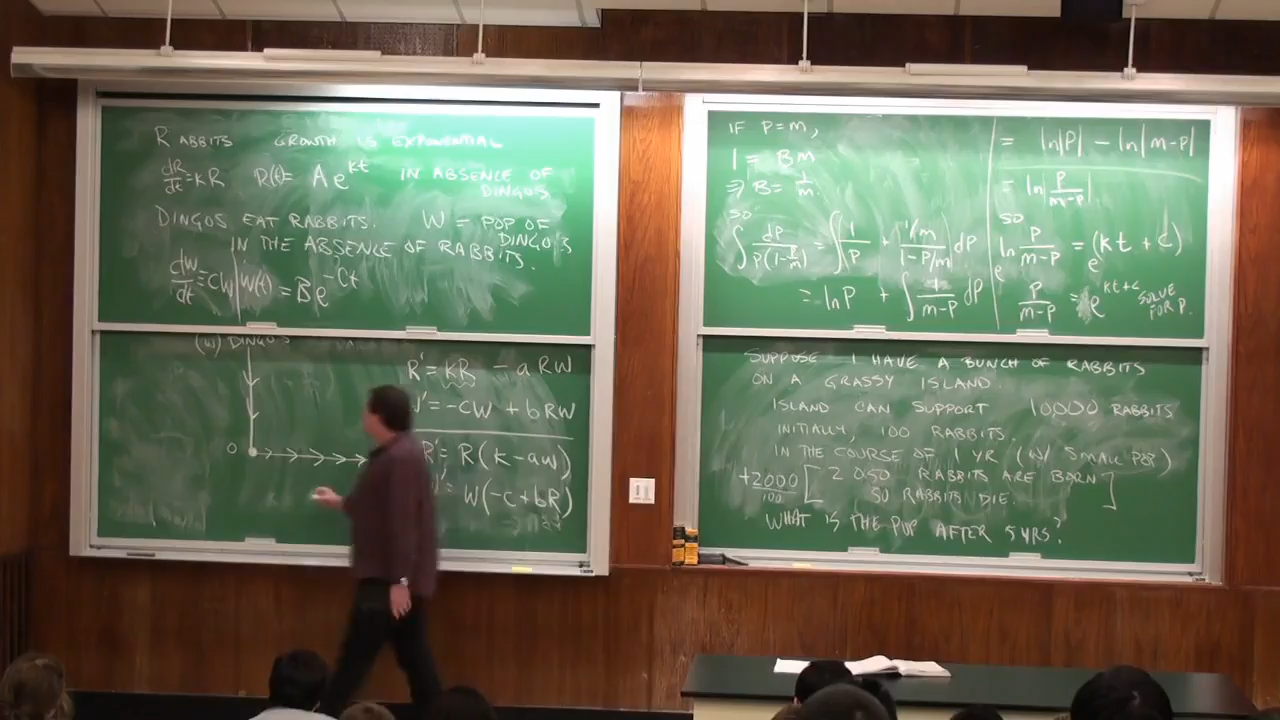 RABBITS GROWTH IS EXPONENTIAL
dR/dt = kR R(t) = Ae^kt IN ABSENCE OF DINGOS
DINGOS EAT RABBITS. W = POP OF DINGOS
IN THE ABSENCE OF RABBITS.
dW/dt = CW | W(t) = Be^-Ct
(W) DINGOS
0
R' = kR - aRW
' = -CW + bRW
R' = R(k - aW)
' = W(-C + bR)
IF P=M,
1 = BM
⇒ B = 1/M.
SO
∫ dP/P(1-P/M) = ∫ 1/P + 1/M/1-P/M dP
= ln P + ∫ 1/M-P dP
= ln|P| - ln|M-P|
= ln|P/M-P|
SO
e^ln P/M-P = e^(kt + C)
P/M-P = e^kt+C SOLVE FOR P.
SUPPOSE I HAVE A BUNCH OF RABBITS
ON A GRASSY ISLAND.
ISLAND CAN SUPPORT 10000 RABBITS
INITIALLY, 100 RABBITS.
IN THE COURSE OF 1 YR (W/ SMALL POP)
+2000/100 [ 2050 RABBITS ARE BORN
50 RABBITS DIE. ]
WHAT IS THE POP AFTER 5 YRS?